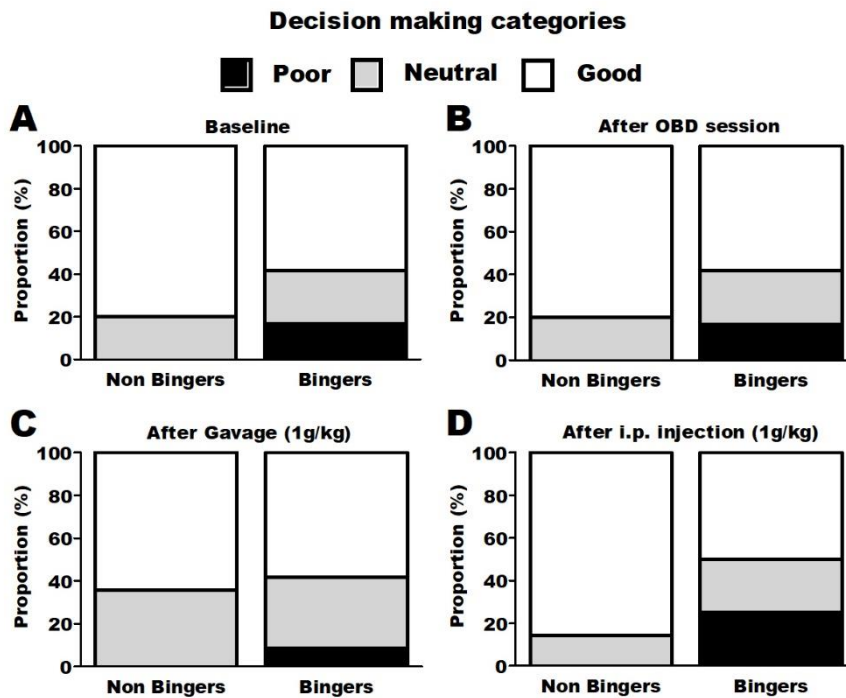 Decision making categories
Poor Neutral Good
A
Baseline
Proportion (%)
100
80
60
40
20
0
Non Bingers Bingers
B
After OBD session
Proportion (%)
100
80
60
40
20
0
Non Bingers Bingers
C
After Gavage (1g/kg)
Proportion (%)
100
80
60
40
20
0
Non Bingers Bingers
D
After i.p. injection (1g/kg)
Proportion (%)
100
80
60
40
20
0
Non Bingers Bingers